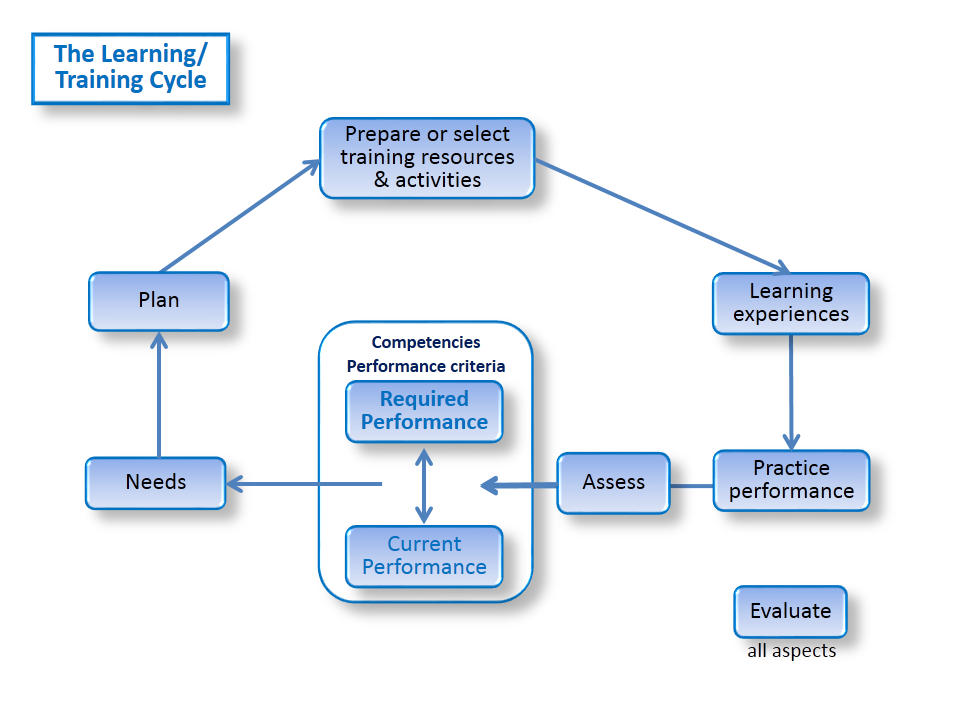 The Learning/
Training Cycle
Prepare or select
training resources
& activities
Plan
Learning
experiences
Competencies
Performance criteria
Required
Performance
Needs
Assess
Practice
performance
Current
Performance
Evaluate
all aspects